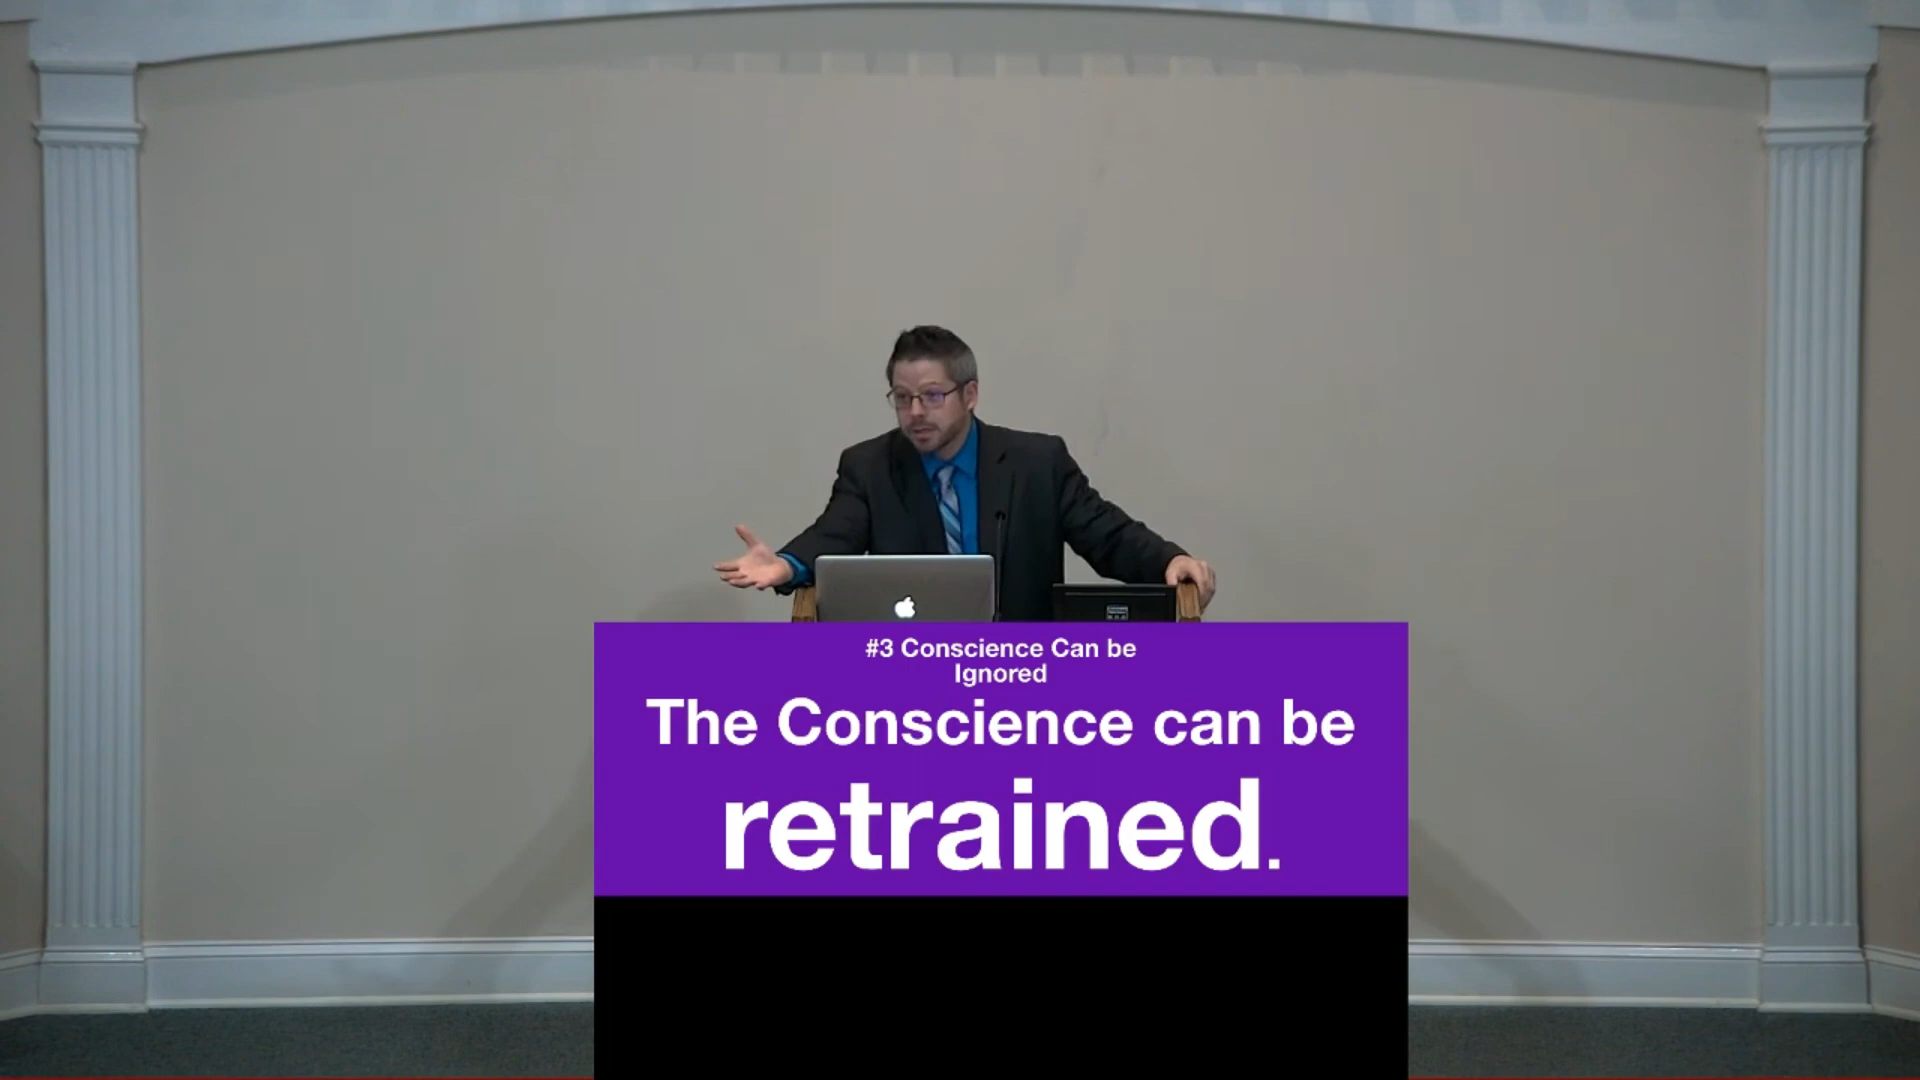 #3 Conscience Can be
Ignored
The Conscience can be
retrained.